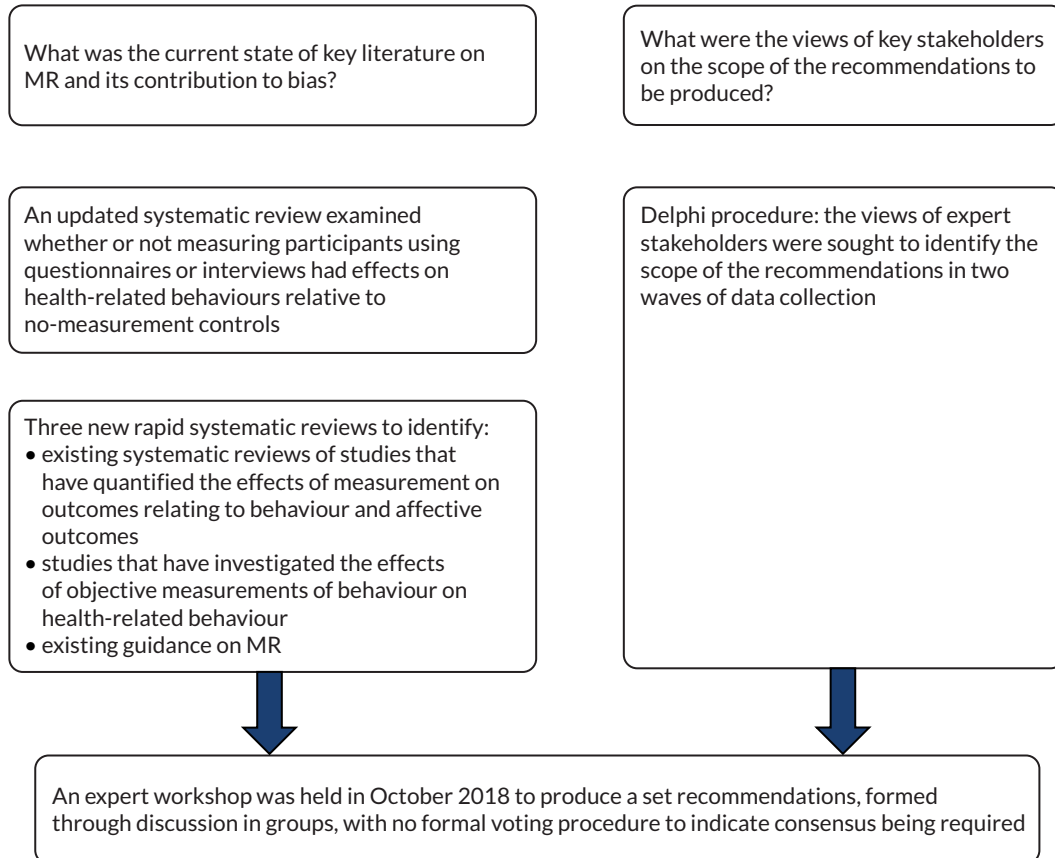 What was the current state of key literature on
MR and its contribution to bias?
What were the views of key stakeholders
on the scope of the recommendations to
be produced?
An updated systematic review examined
whether or not measuring participants using
questionnaires or interviews had effects on
health-related behaviours relative to
no-measurement controls
Three new rapid systematic reviews to identify:
• existing systematic reviews of studies that
have quantified the effects of measurement on
outcomes relating to behaviour and affective
outcomes
• studies that have investigated the effects
of objective measurements of behaviour on
health-related behaviour
• existing guidance on MR
Delphi procedure: the views of expert
stakeholders were sought to identify the
scope of the recommendations in two
waves of data collection
An expert workshop was held in October 2018 to produce a set recommendations, formed
through discussion in groups, with no formal voting procedure to indicate consensus being required